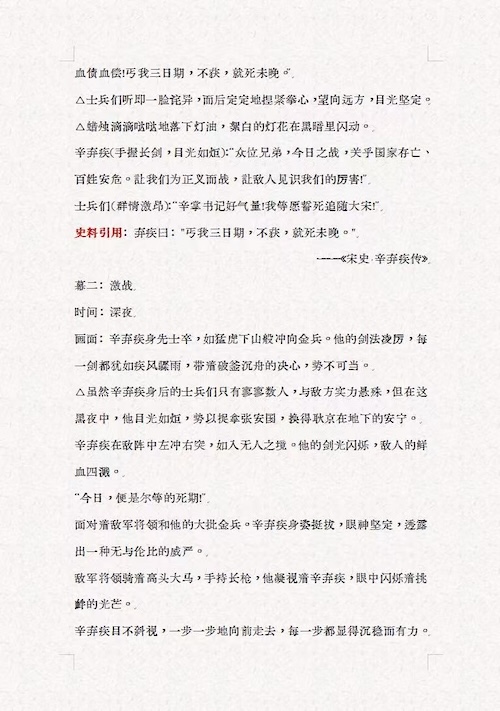 血债血偿!丐我三日期，不获，就死未晚。"
△士兵们听即一脸诧异，而后定定地捏紧拳心，望向远方，目光坚定。
△蜡烛滴滴哒哒地落下灯油，絮白的灯花在黑暗里闪动。
辛弃疾(手握长剑，目光如炬):"众位兄弟，今日之战，关乎国家存亡、
百姓安危。让我们为正义而战，让敌人见识我们的厉害!"
士兵们(群情激昂):"辛掌书记好气量!我等愿誓死追随大宋!"
史料引用：弃疾曰："丐我三日期，不获，就死未晚。"
----《宋史·辛弃疾传》
幕二：激战
时间：深夜
画面：辛弃疾身先士卒，如猛虎下山般冲向金兵。他的剑法凌厉，每
一剑都犹如疾风骤雨，带着破釜沉舟的决心，势不可当。
△虽然辛弃疾身后的士兵们只有寥寥数人，与敌方实力悬殊，但在这
黑夜中，他目光如炬，势以捉拿张安国，换得耿京在地下的安宁。
辛弃疾在敌阵中左冲右突，如入无人之境。他的剑光闪烁，敌人的鲜
血四溅。
"今日，便是尔等的死期!"
面对着敌军将领和他的大批金兵。辛弃疾身姿挺拔，眼神坚定，透露
出一种无与伦比的威严。
敌军将领骑着高头大马，手持长枪，他凝视着辛弃疾，眼中闪烁着挑
衅的光芒。
辛弃疾目不斜视，一步一步地向前走去，每一步都显得沉稳而有力。